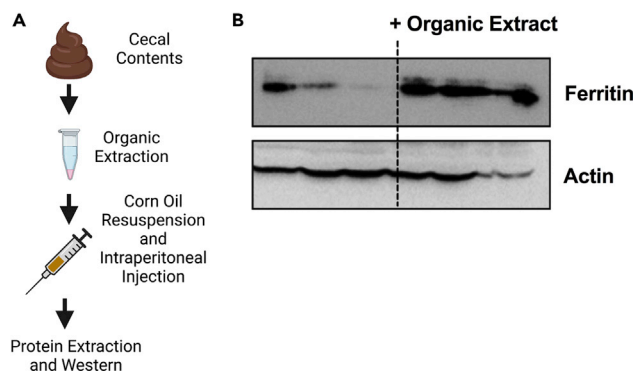 A
Cecal
Contents
Organic
Extraction
Corn Oil
Resuspension
and
Intraperitoneal
Injection
Protein Extraction
and Western
B
+ Organic Extract
Ferritin
Actin